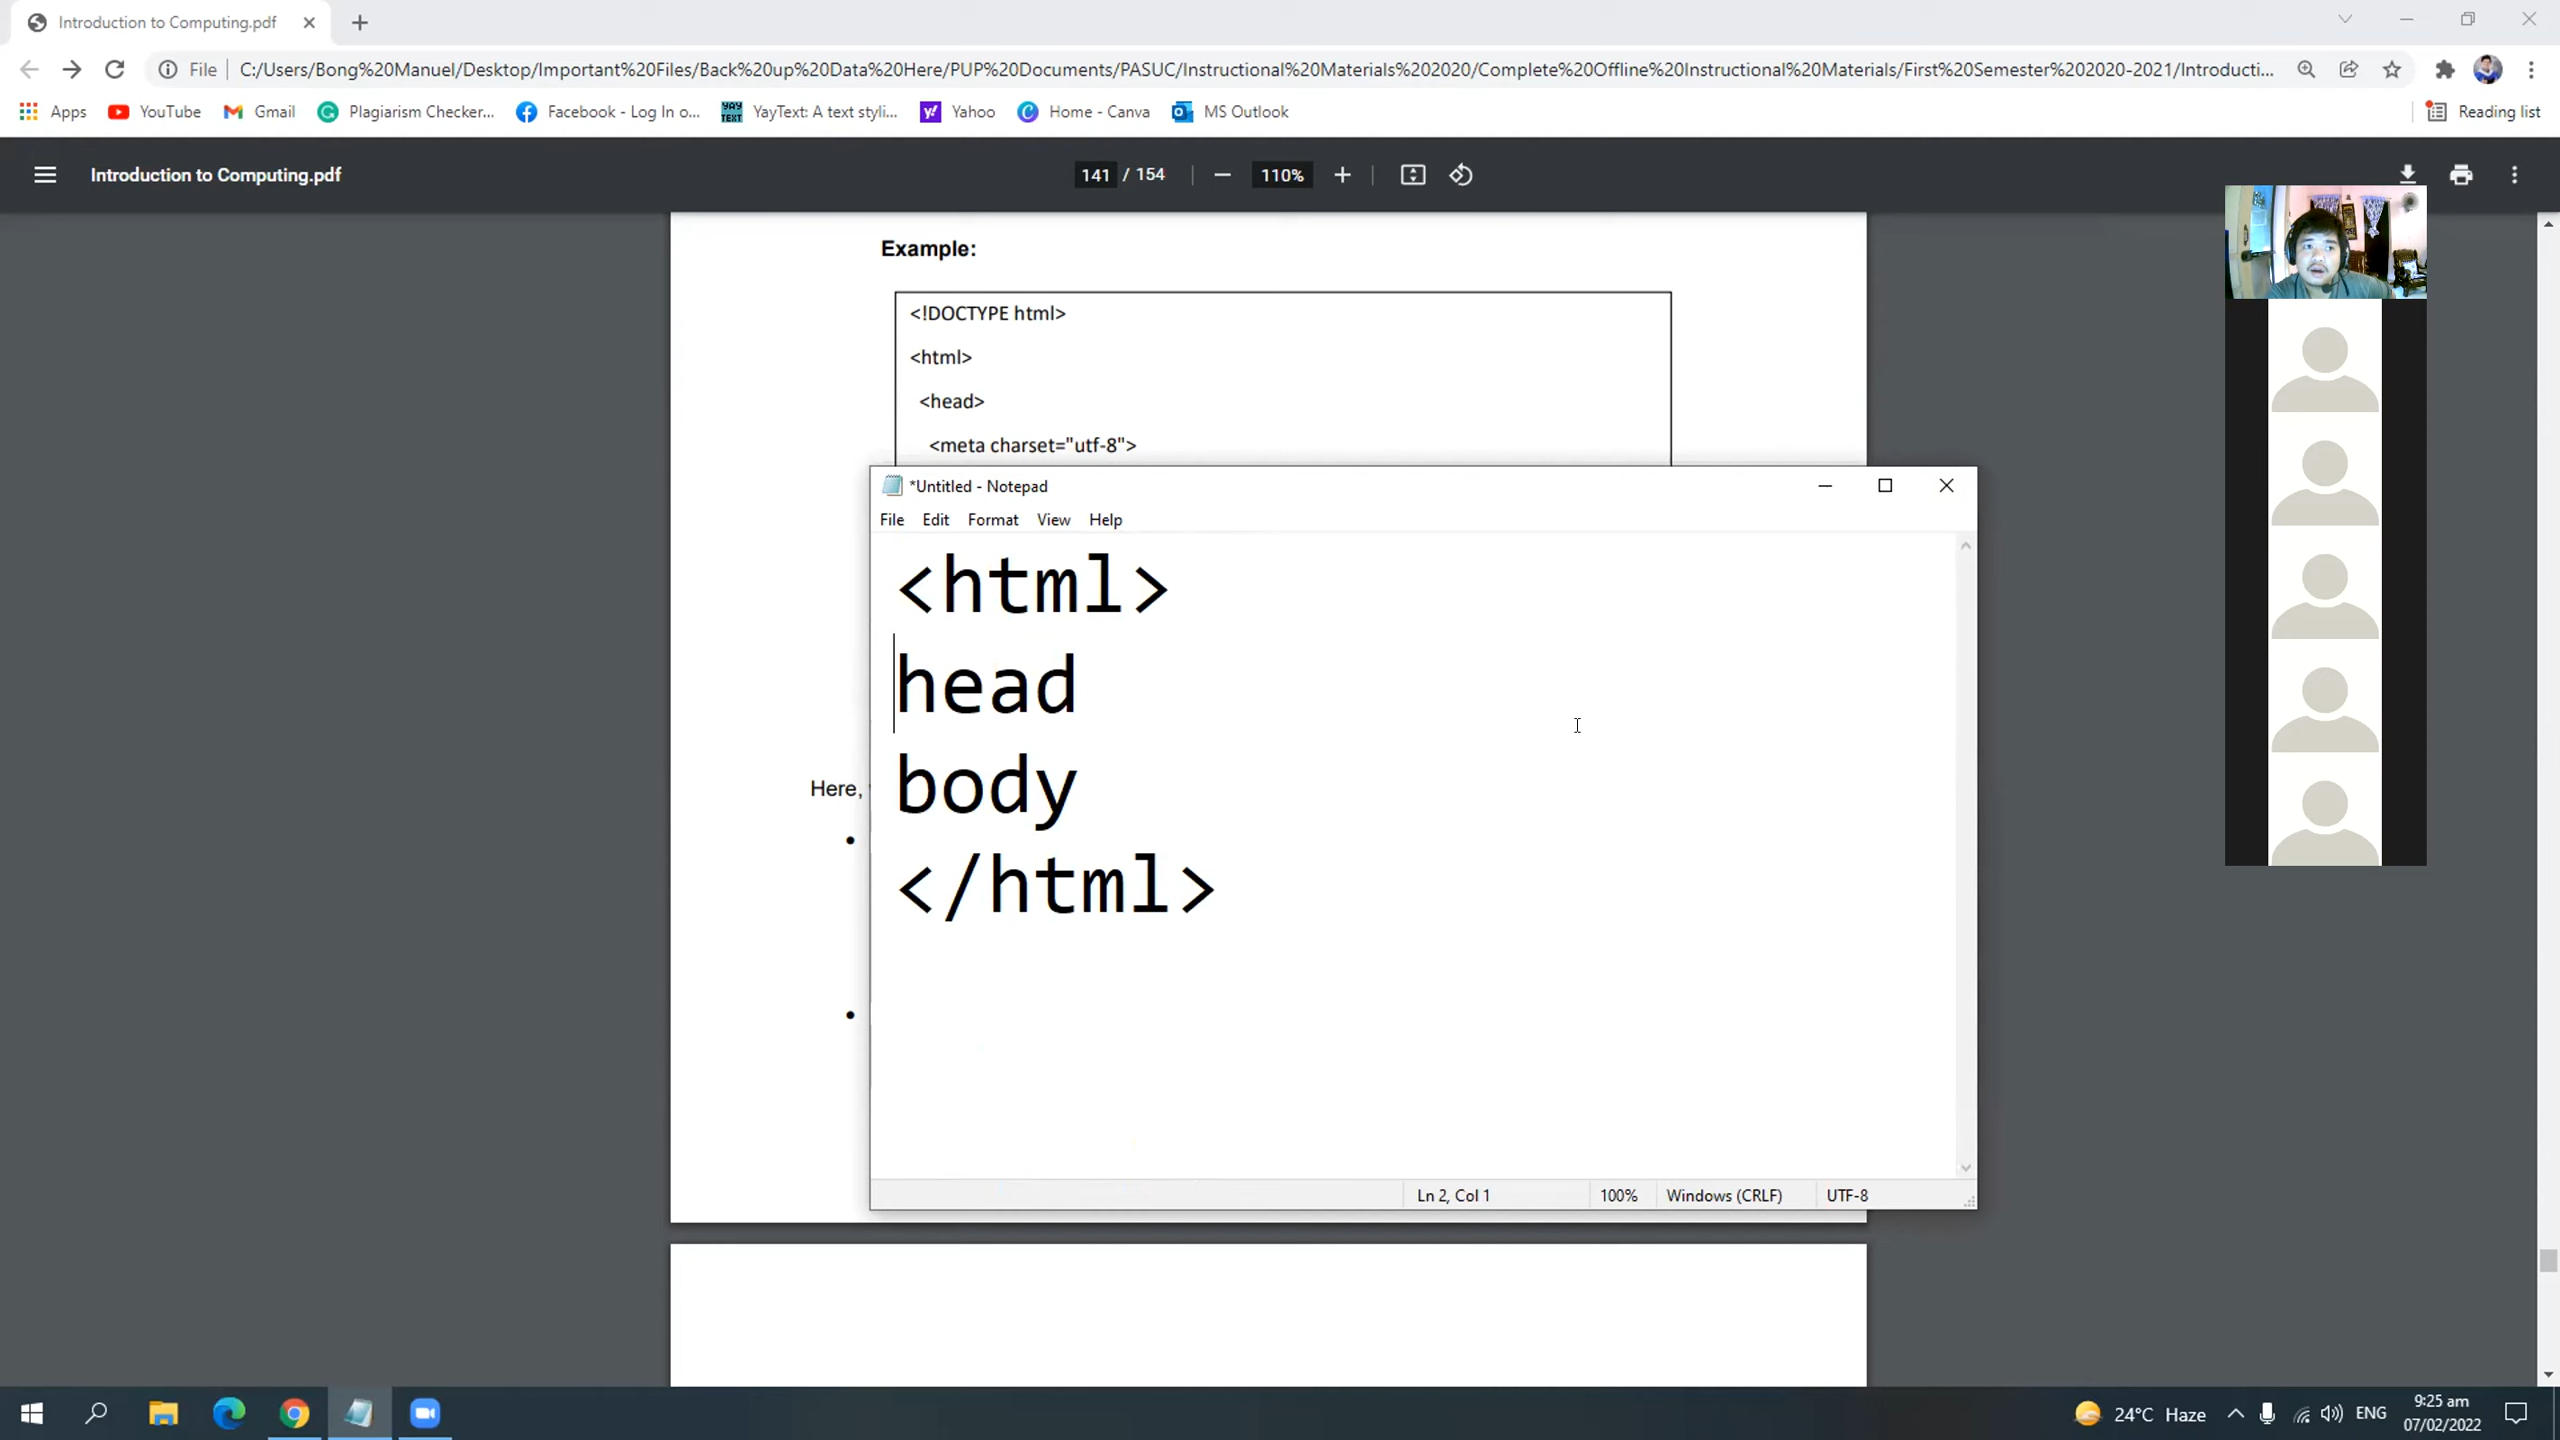 Introduction to Computing.pdf
File C:/Users/Bong%20Manuel/Desktop/Important%20Files/Back%20up%20Data%20Here/PUP%20Documents/PASUC/Instructional%20Materials%202020/Complete%20Offline%20Instructional%20Materials/First%20Semester%202020-2021/Introducti...
Apps YouTube Gmail Plagiarism Checker... Facebook - Log In o... YAY TEXT YayText: A text styli... Yahoo Home - Canva MS Outlook Reading list
Introduction to Computing.pdf 141 / 154 110%
Example:
<!DOCTYPE html>
<html>
<head>
<meta charset="utf-8">
*Untitled - Notepad
File Edit Format View Help
<html>
head
body
</html>
Here,
Ln 2, Col 1 100% Windows (CRLF) UTF-8
24°C Haze ENG 9:25 am
07/02/2022